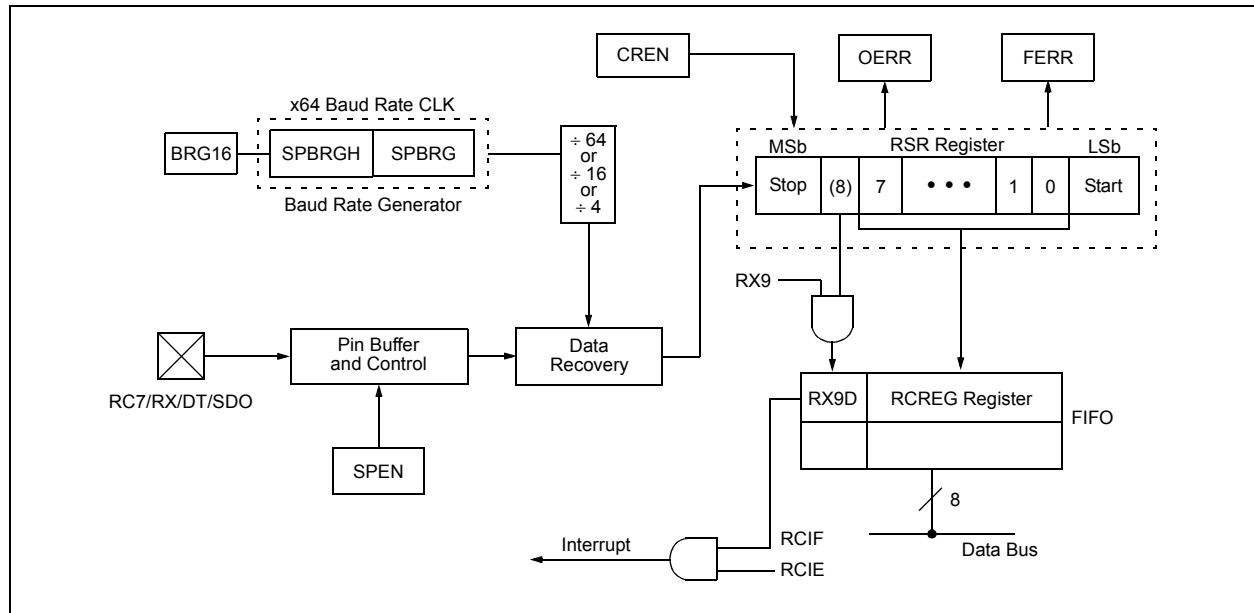 CREN
OERR
FERR
x64 Baud Rate CLK
BRG16
SPBRGH
SPBRG
Baud Rate Generator
÷ 64
or
÷ 16
or
÷ 4
MSb
RSR Register
LSb
Stop
(8)
7
• • •
1
0
Start
RX9
Pin Buffer
and Control
Data
Recovery
RC7/RX/DT/SDO
SPEN
RX9D
RCREG Register
FIFO
8
Data Bus
Interrupt
RCIF
RCIE